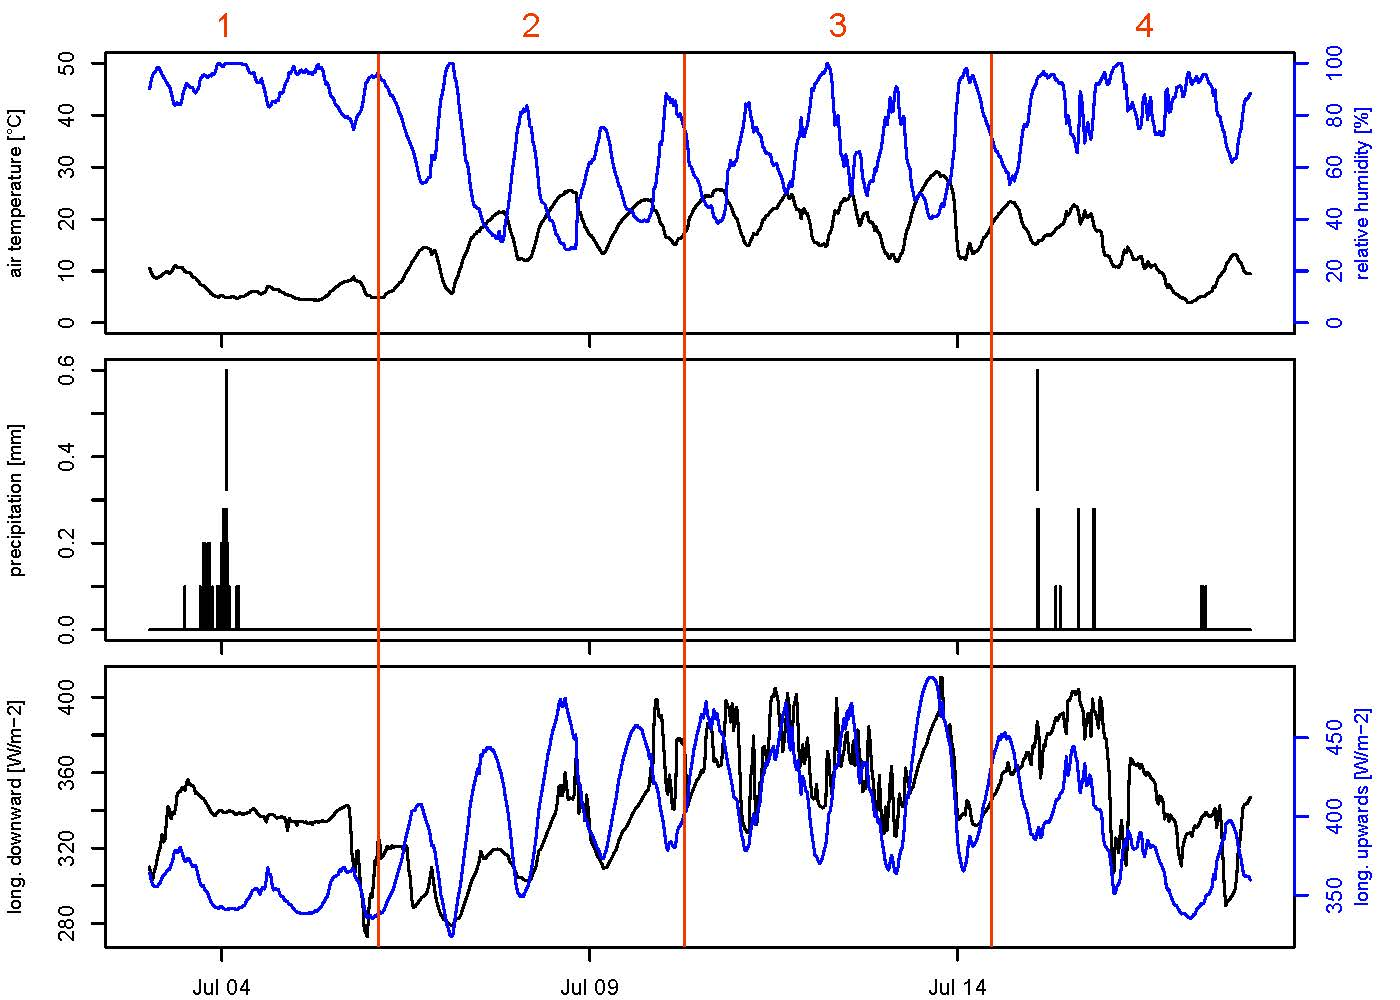 1 2 3 4
air temperature [°C]
0 10 20 30 40 50
0 20 40 60 80 100
relative humidity [%]
precipitation [mm]
0.0 0.2 0.4 0.6
long. downward [W/m−2]
280 320 360 400
350 400 450
long. upwards [W/m−2]
Jul 04 Jul 09 Jul 14